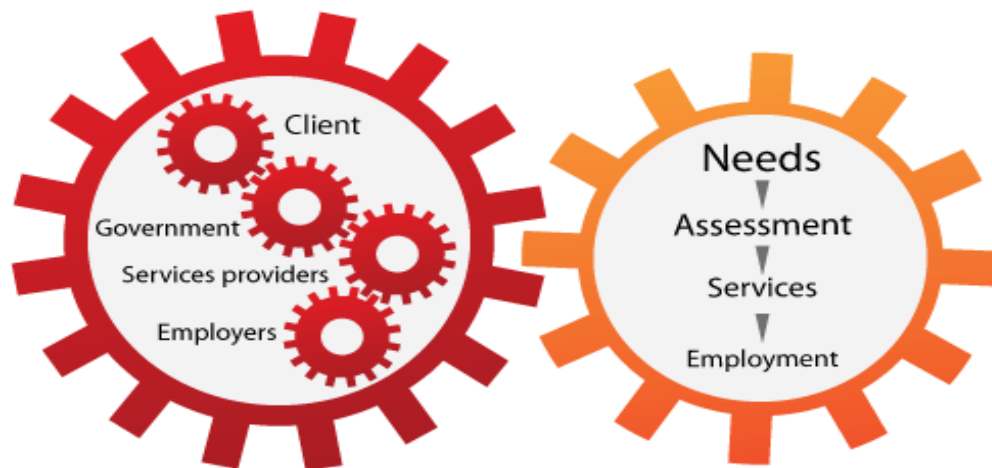 Client
Government
Services providers
Employers
Needs
Assessment
Services
Employment